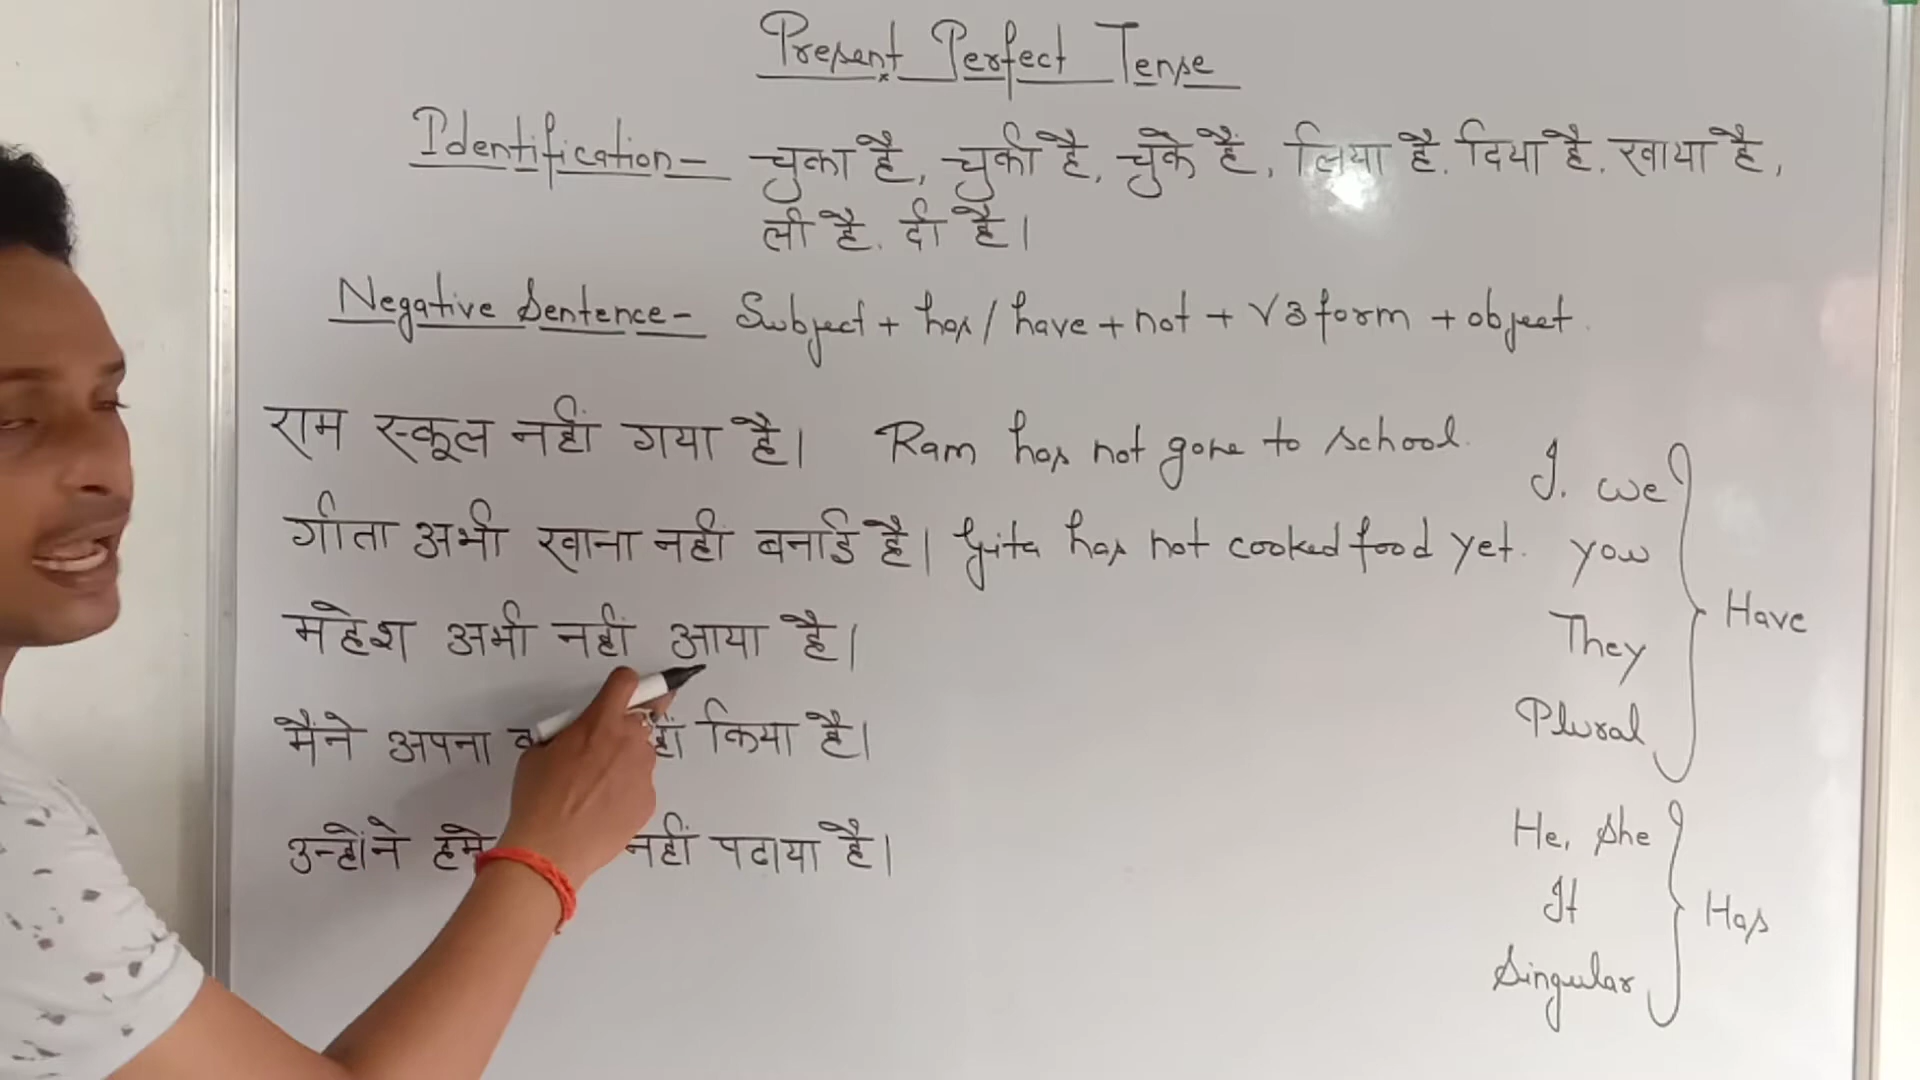 Present Perfect Tense
Identification - चुका है, चुकी है, चुके हैं, लिया है. दिया है. खाया है,
ली है. दी है।
Negative Sentence - Subject + has / have + not + V3 form + object.
राम स्कूल नहीं गया है। Ram has not gone to school.
गीता अभी खाना नहीं बनाई है। Gita has not cooked food yet.
महेश अभी नहीं आया है।
मैंने अपना किया है।
उन्होंने नहीं पढाया है।
I. we
you
They
Plural
Have
He, She
It
Singular
Has